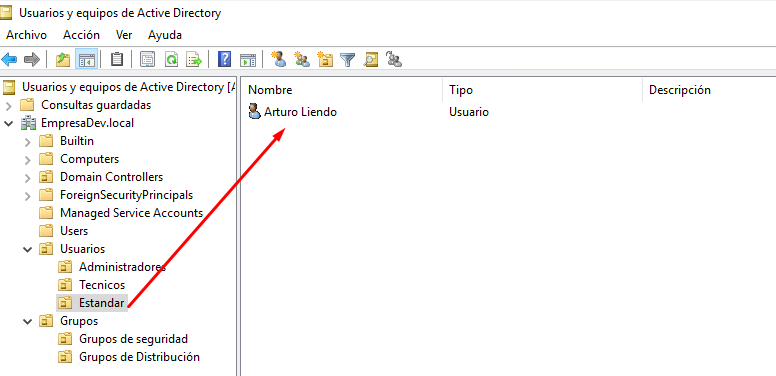 Usuarios y equipos de Active Directory
Archivo Acción Ver Ayuda
Usuarios y equipos de Active Directory [A
Consultas guardadas
EmpresaDev.local
Builtin
Computers
Domain Controllers
ForeignSecurityPrincipals
Managed Service Accounts
Users
Usuarios
Administradores
Tecnicos
Estandar
Grupos
Grupos de seguridad
Grupos de Distribución
Nombre Tipo Descripción
Arturo Liendo Usuario